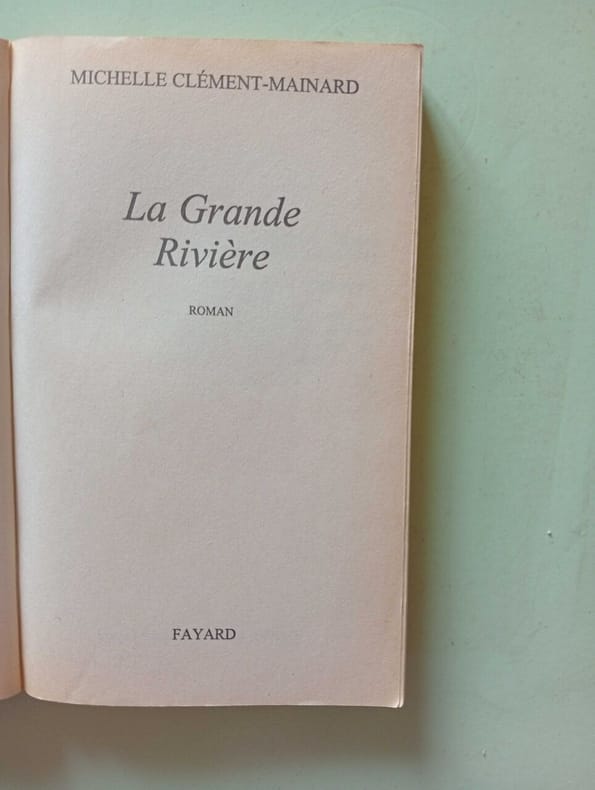 MICHELLE CLÉMENT-MAINARD
La Grande
Rivière
ROMAN
FAYARD